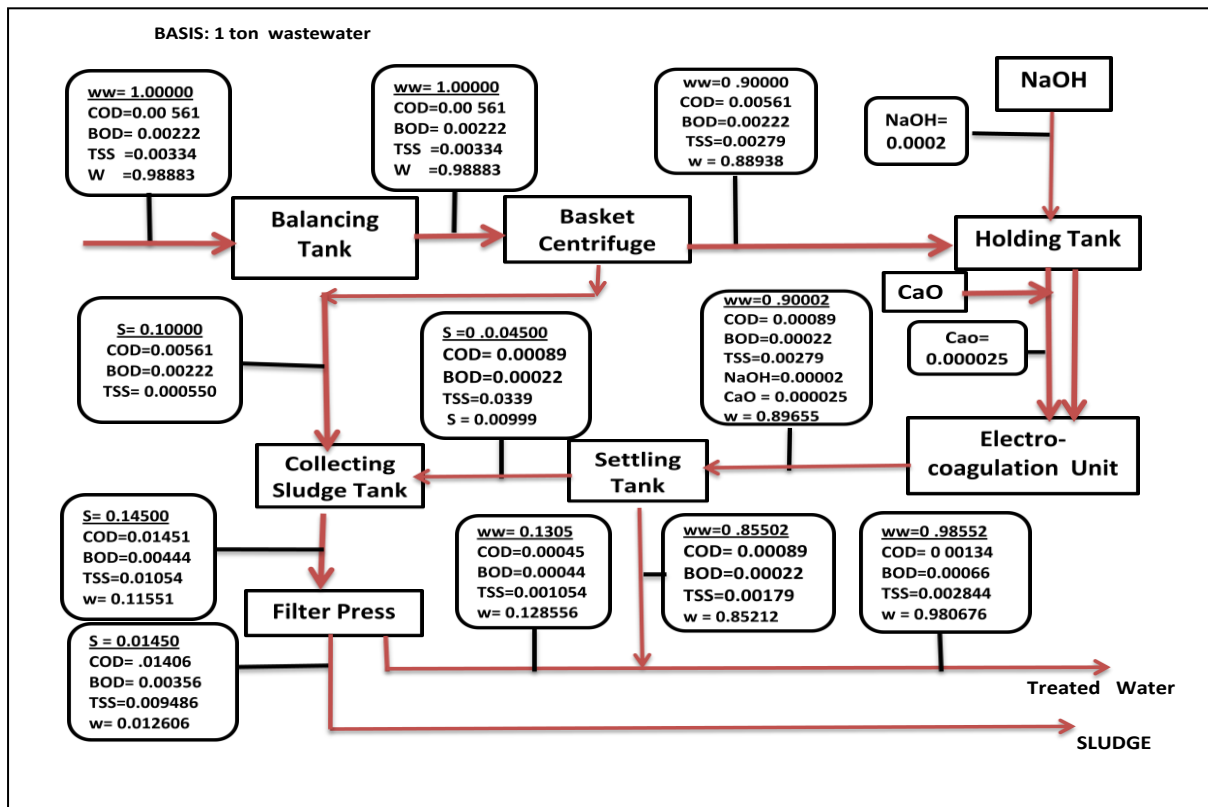 BASIS: 1 ton wastewater
ww= 1.00000
COD=0.00 561
BOD= 0.00222
TSS =0.00334
W =0.98883
ww= 1.00000
COD=0.00 561
BOD= 0.00222
TSS =0.00334
W =0.98883
ww=0 .90000
COD= 0.00561
BOD=0.00222
TSS=0.00279
w = 0.88938
NaOH
NaOH=
0.0002
Balancing
Tank
Basket
Centrifuge
Holding Tank
CaO
Cao=
0.000025
S= 0.10000
COD=0.00561
BOD=0.00222
TSS= 0.000550
S =0 .0.04500
COD= 0.00089
BOD=0.00022
TSS=0.0339
S = 0.00999
ww=0 .90002
COD= 0.00089
BOD=0.00022
TSS=0.00279
NaOH=0.00002
CaO = 0.000025
w = 0.89655
Collecting
Sludge Tank
Settling
Tank
Electro-
coagulation Unit
S= 0.14500
COD=0.01451
BOD=0.00444
TSS=0.01054
w= 0.11551
Filter Press
ww= 0.1305
COD=0.00045
BOD=0.00044
TSS=0.001054
w= 0.128556
ww=0 .85502
COD= 0.00089
BOD=0.00022
TSS=0.00179
w = 0.85212
ww=0 .98552
COD= 0 00134
BOD=0.00066
TSS=0.002844
w = 0.980676
S = 0.01450
COD= .01406
BOD= 0.00356
TSS=0.009486
w= 0.012606
Treated Water
SLUDGE